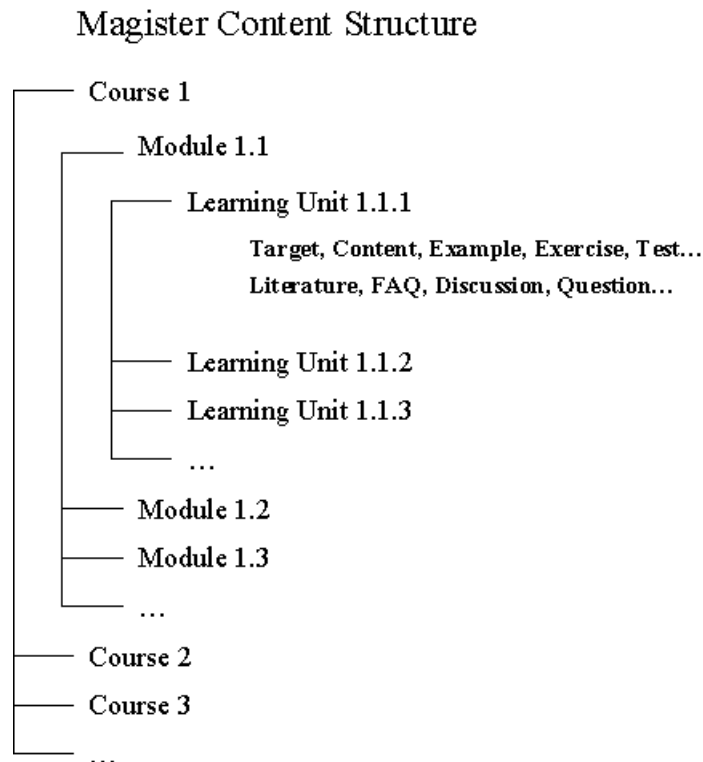 Magister Content Structure
Course 1
Module 1.1
Learning Unit 1.1.1
Target, Content, Example, Exercise, Test...
Literature, FAQ, Discussion, Question...
Learning Unit 1.1.2
Learning Unit 1.1.3
...
Module 1.2
Module 1.3
...
Course 2
Course 3
...